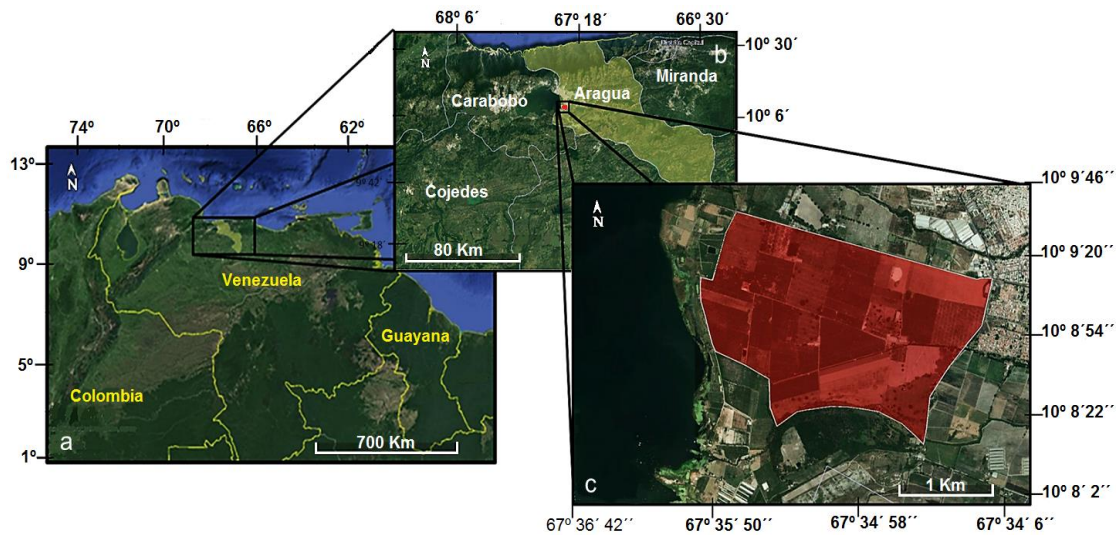 68º 6´
67º 18´
66º 30´
10º 30´
b
N
Miranda
Carabobo
Aragua
10º 6´
Cojedes
80 Km
74º
70º
66º
62º
13º
9º
5º
1º
N
Venezuela
Guayana
Colombia
a
700 Km
9º 42´
N
10º 9´46´´
10º 9´20´´
10º 8´54´´
10º 8´22´´
10º 8´ 2´´
c
1 Km
67º 36´ 42´´
67º 35´ 50´´
67º 34´ 58´´
67º 34´ 6´´